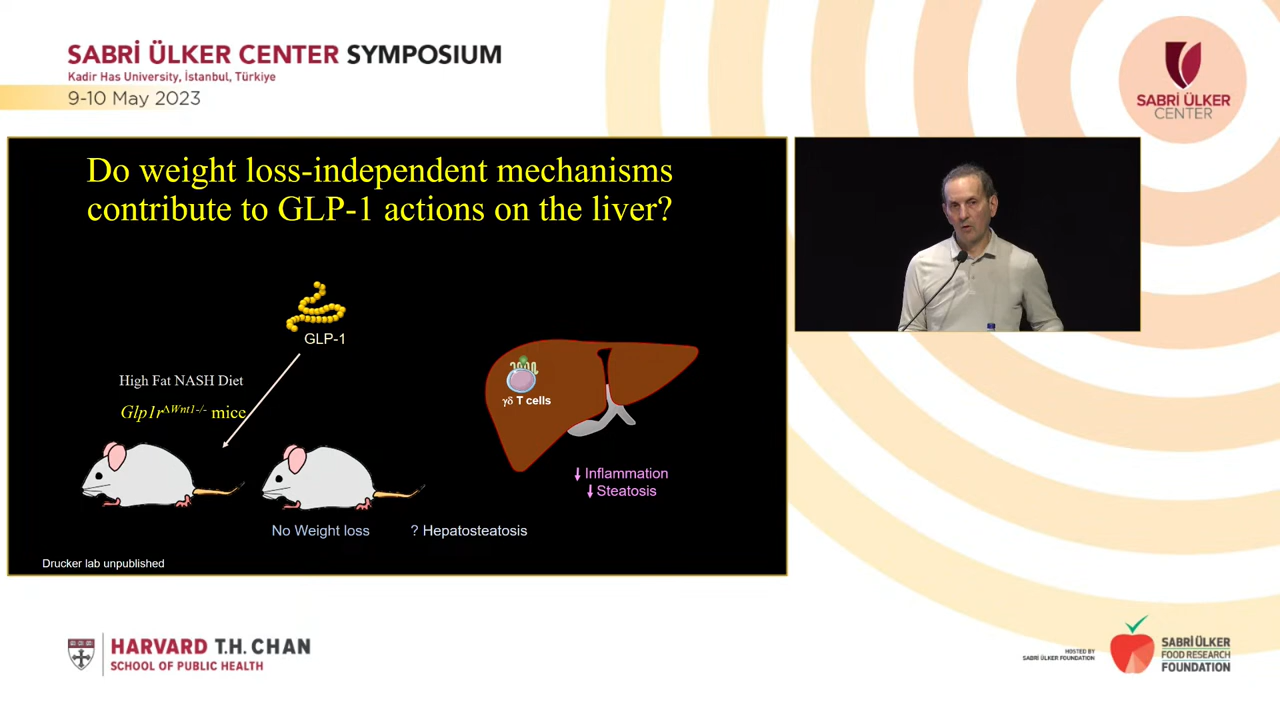 SABRİ ÜLKER CENTER SYMPOSIUM
Kadir Has University, İstanbul, Türkiye
9-10 May 2023
SABRİ ÜLKER
CENTER
Do weight loss-independent mechanisms
contribute to GLP-1 actions on the liver?
GLP-1
High Fat NASH Diet
Glp1rΔWnt1-/- mice
γδ T cells
↓ Inflammation
↓ Steatosis
No Weight loss
? Hepatosteatosis
Drucker lab unpublished
HARVARD T.H. CHAN
SCHOOL OF PUBLIC HEALTH
HOSTED BY
SABRİ ÜLKER FOUNDATION
SABRİ ÜLKER
FOOD RESEARCH
FOUNDATION